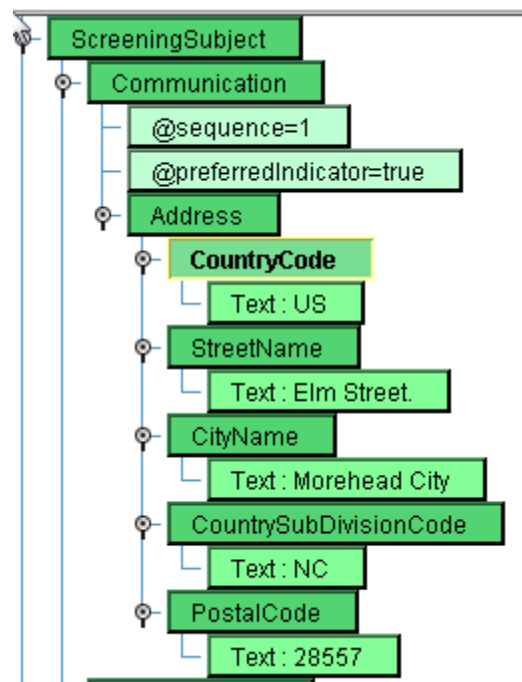 ScreeningSubject
Communication
@sequence=1
@preferredIndicator=true
Address
CountryCode
Text : US
StreetName
Text : Elm Street.
CityName
Text : Morehead City
CountrySubDivisionCode
Text : NC
PostalCode
Text : 28557